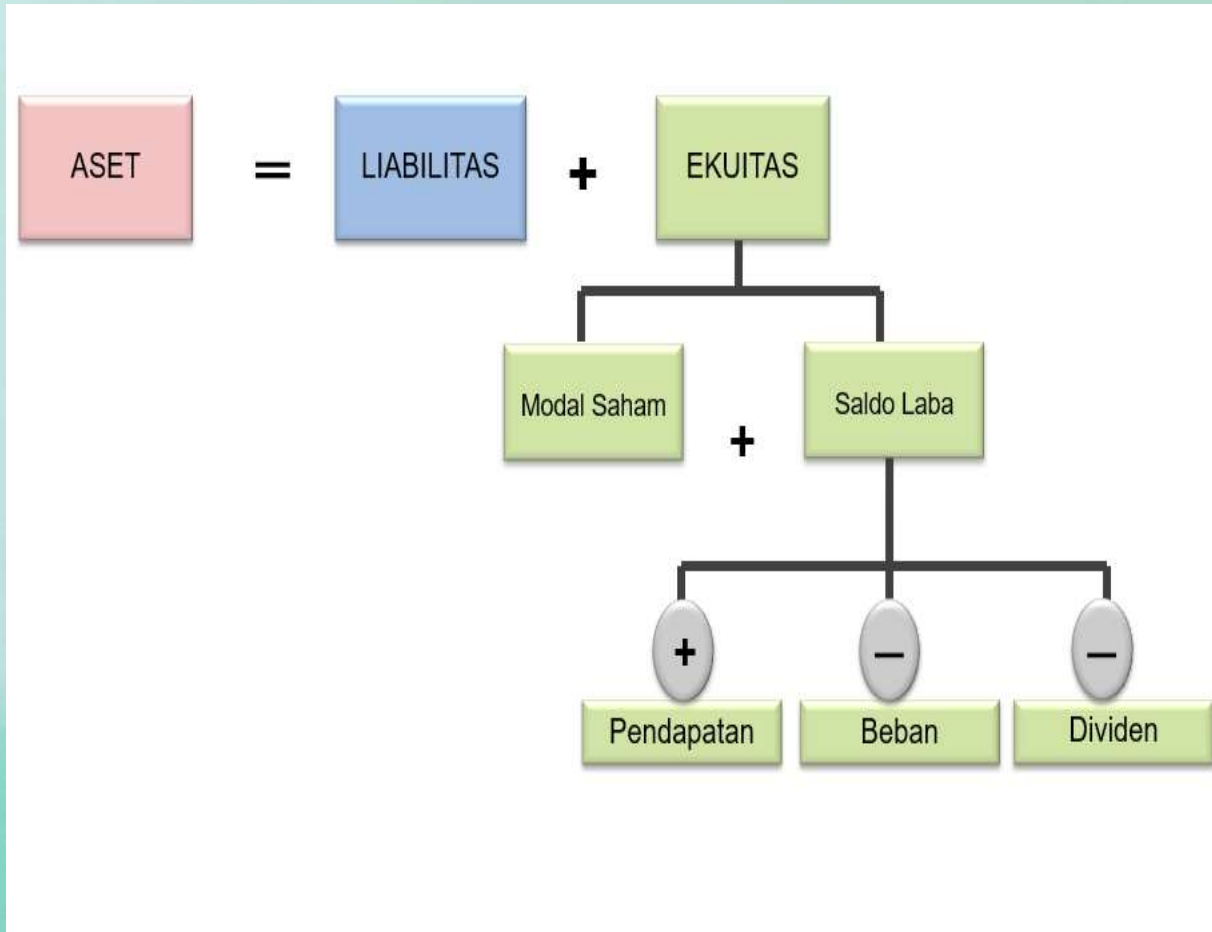 ASET = LIABILITAS + EKUITAS
Modal Saham + Saldo Laba
+ − −
Pendapatan Beban Dividen